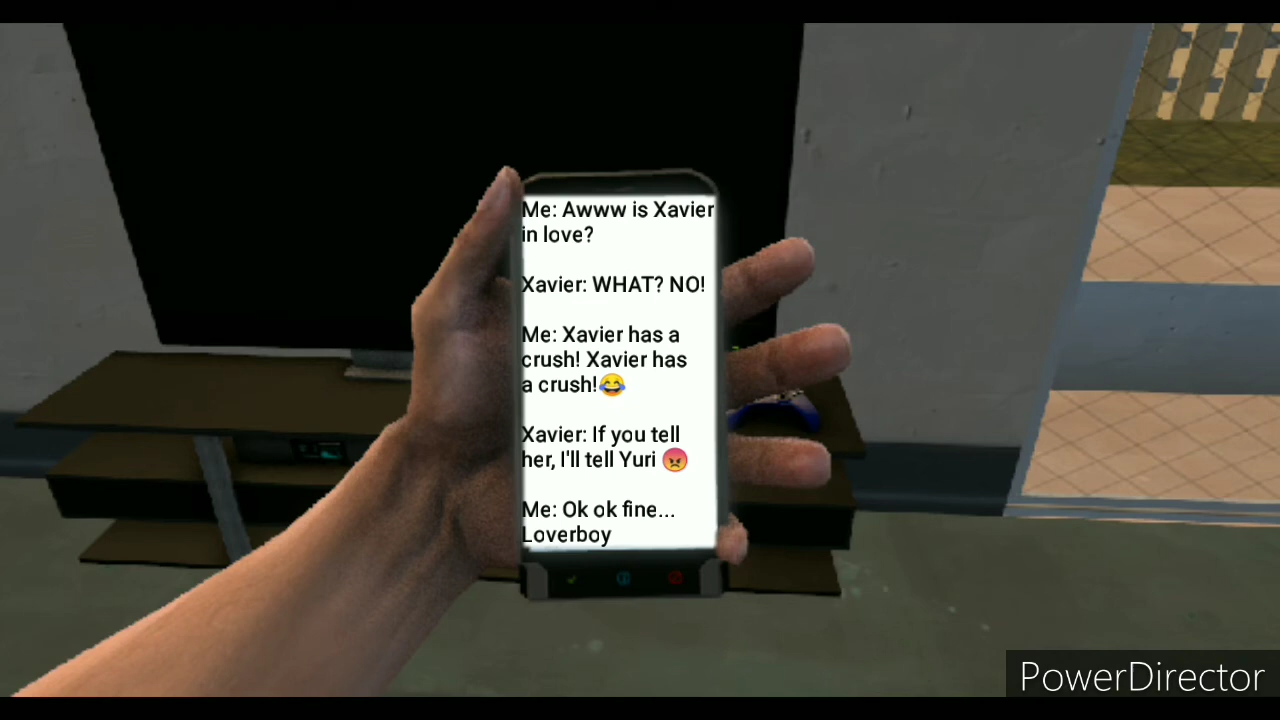 Me: Awww is Xavier
in love?
Xavier: WHAT? NO!
Me: Xavier has a
crush! Xavier has
a crush!😂
Xavier: If you tell
her, I'll tell Yuri 😡
Me: Ok ok fine...
Loverboy
PowerDirector